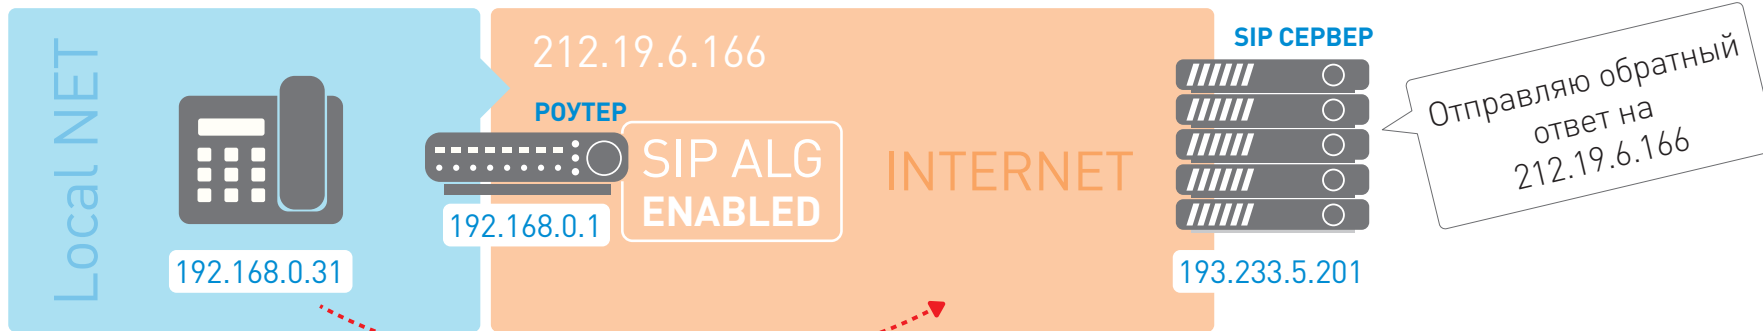 Local NET
192.168.0.31
212.19.6.166
РОУТЕР
192.168.0.1
SIP ALG
ENABLED
INTERNET
SIP СЕРВЕР
193.233.5.201
Отправляю обратный
ответ на
212.19.6.166